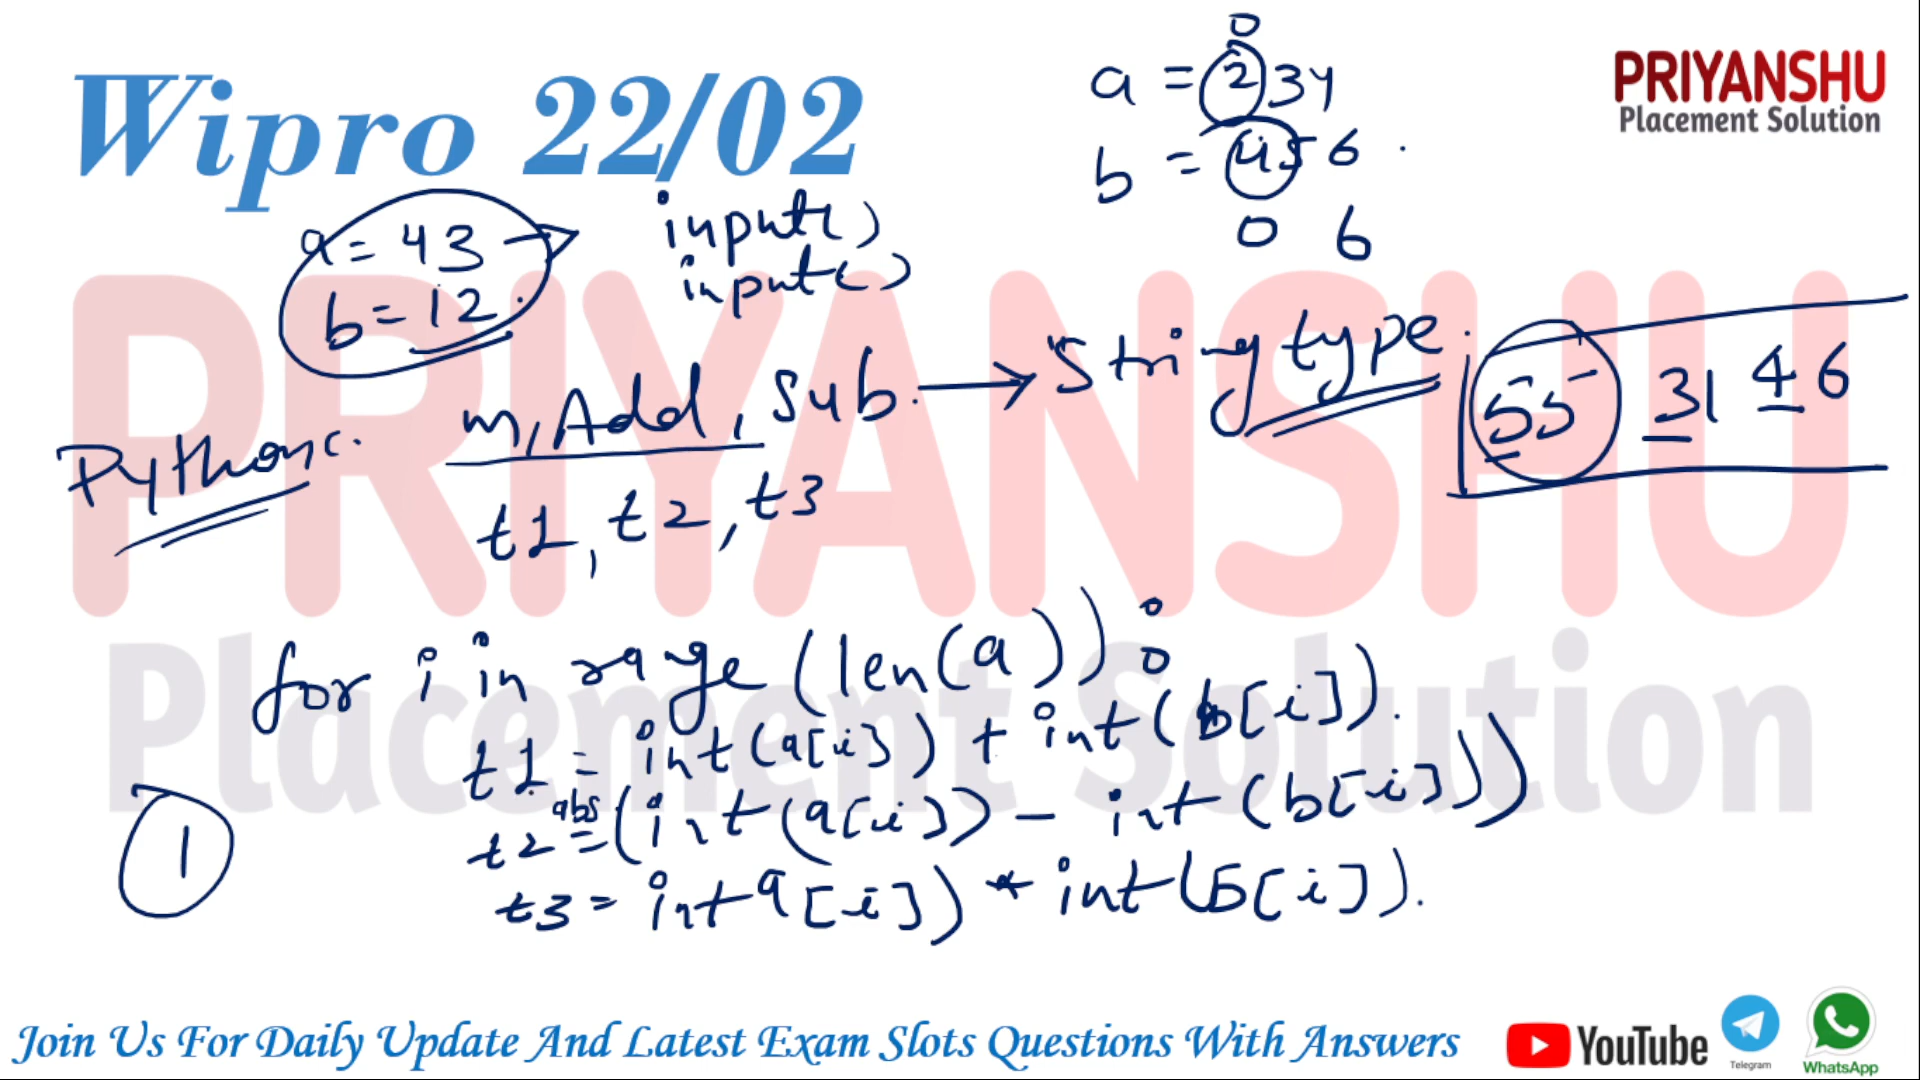 Wipro 22/02
PRIYANSHU
Placement Solution
0
a = 234
b = 456 .
0 6
a = 43 → input()
b = 12. input()
Python:
m, Add, sub. → String type.
55 31 46
t1, t2, t3
for i in range (len(a)):
t1 = int(a[i]) + int(b[i]).
t2 = abs(int(a[i]) - int(b[i]))
t3 = int a[i]) * int(b[i]).
1
PRIYANSHU
Placement Solution
Join Us For Daily Update And Latest Exam Slots Questions With Answers
YouTube
Telegram
WhatsApp